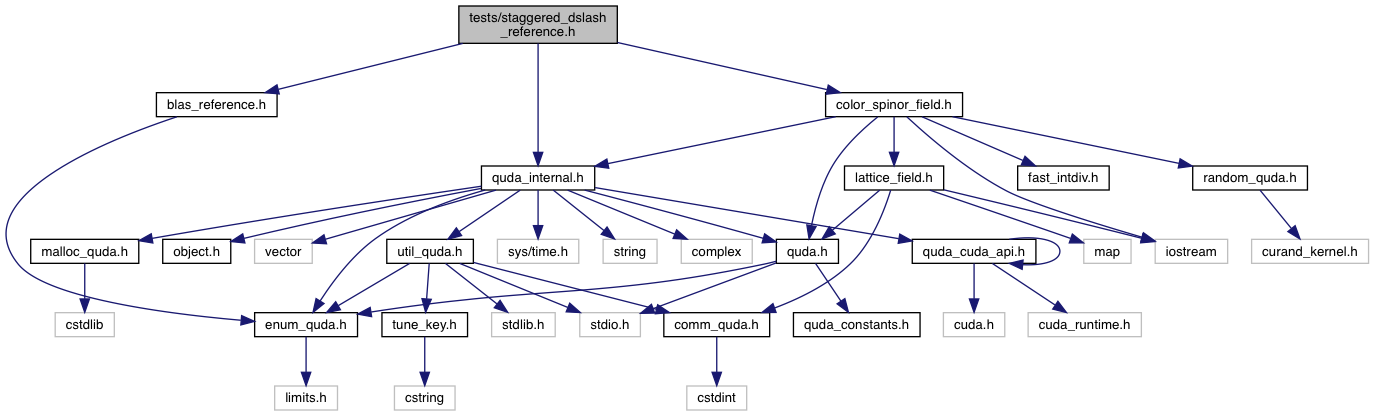 tests/staggered_dslash
_reference.h
blas_reference.h
color_spinor_field.h
quda_internal.h
lattice_field.h
fast_intdiv.h
random_quda.h
malloc_quda.h
object.h
vector
util_quda.h
sys/time.h
string
complex
quda.h
quda_cuda_api.h
map
iostream
curand_kernel.h
cstdlib
enum_quda.h
tune_key.h
stdlib.h
stdio.h
comm_quda.h
quda_constants.h
cuda.h
cuda_runtime.h
limits.h
cstring
cstdint